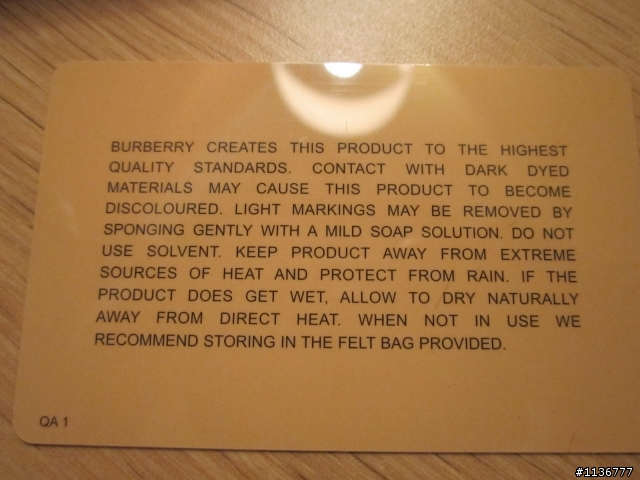 BURBERRY CREATES THIS PRODUCT TO THE HIGHEST
QUALITY STANDARDS. CONTACT WITH DARK DYED
MATERIALS MAY CAUSE THIS PRODUCT TO BECOME
DISCOLOURED. LIGHT MARKINGS MAY BE REMOVED BY
SPONGING GENTLY WITH A MILD SOAP SOLUTION. DO NOT
USE SOLVENT. KEEP PRODUCT AWAY FROM EXTREME
SOURCES OF HEAT AND PROTECT FROM RAIN. IF THE
PRODUCT DOES GET WET, ALLOW TO DRY NATURALLY
AWAY FROM DIRECT HEAT. WHEN NOT IN USE WE
RECOMMEND STORING IN THE FELT BAG PROVIDED.
QA 1
#1136777